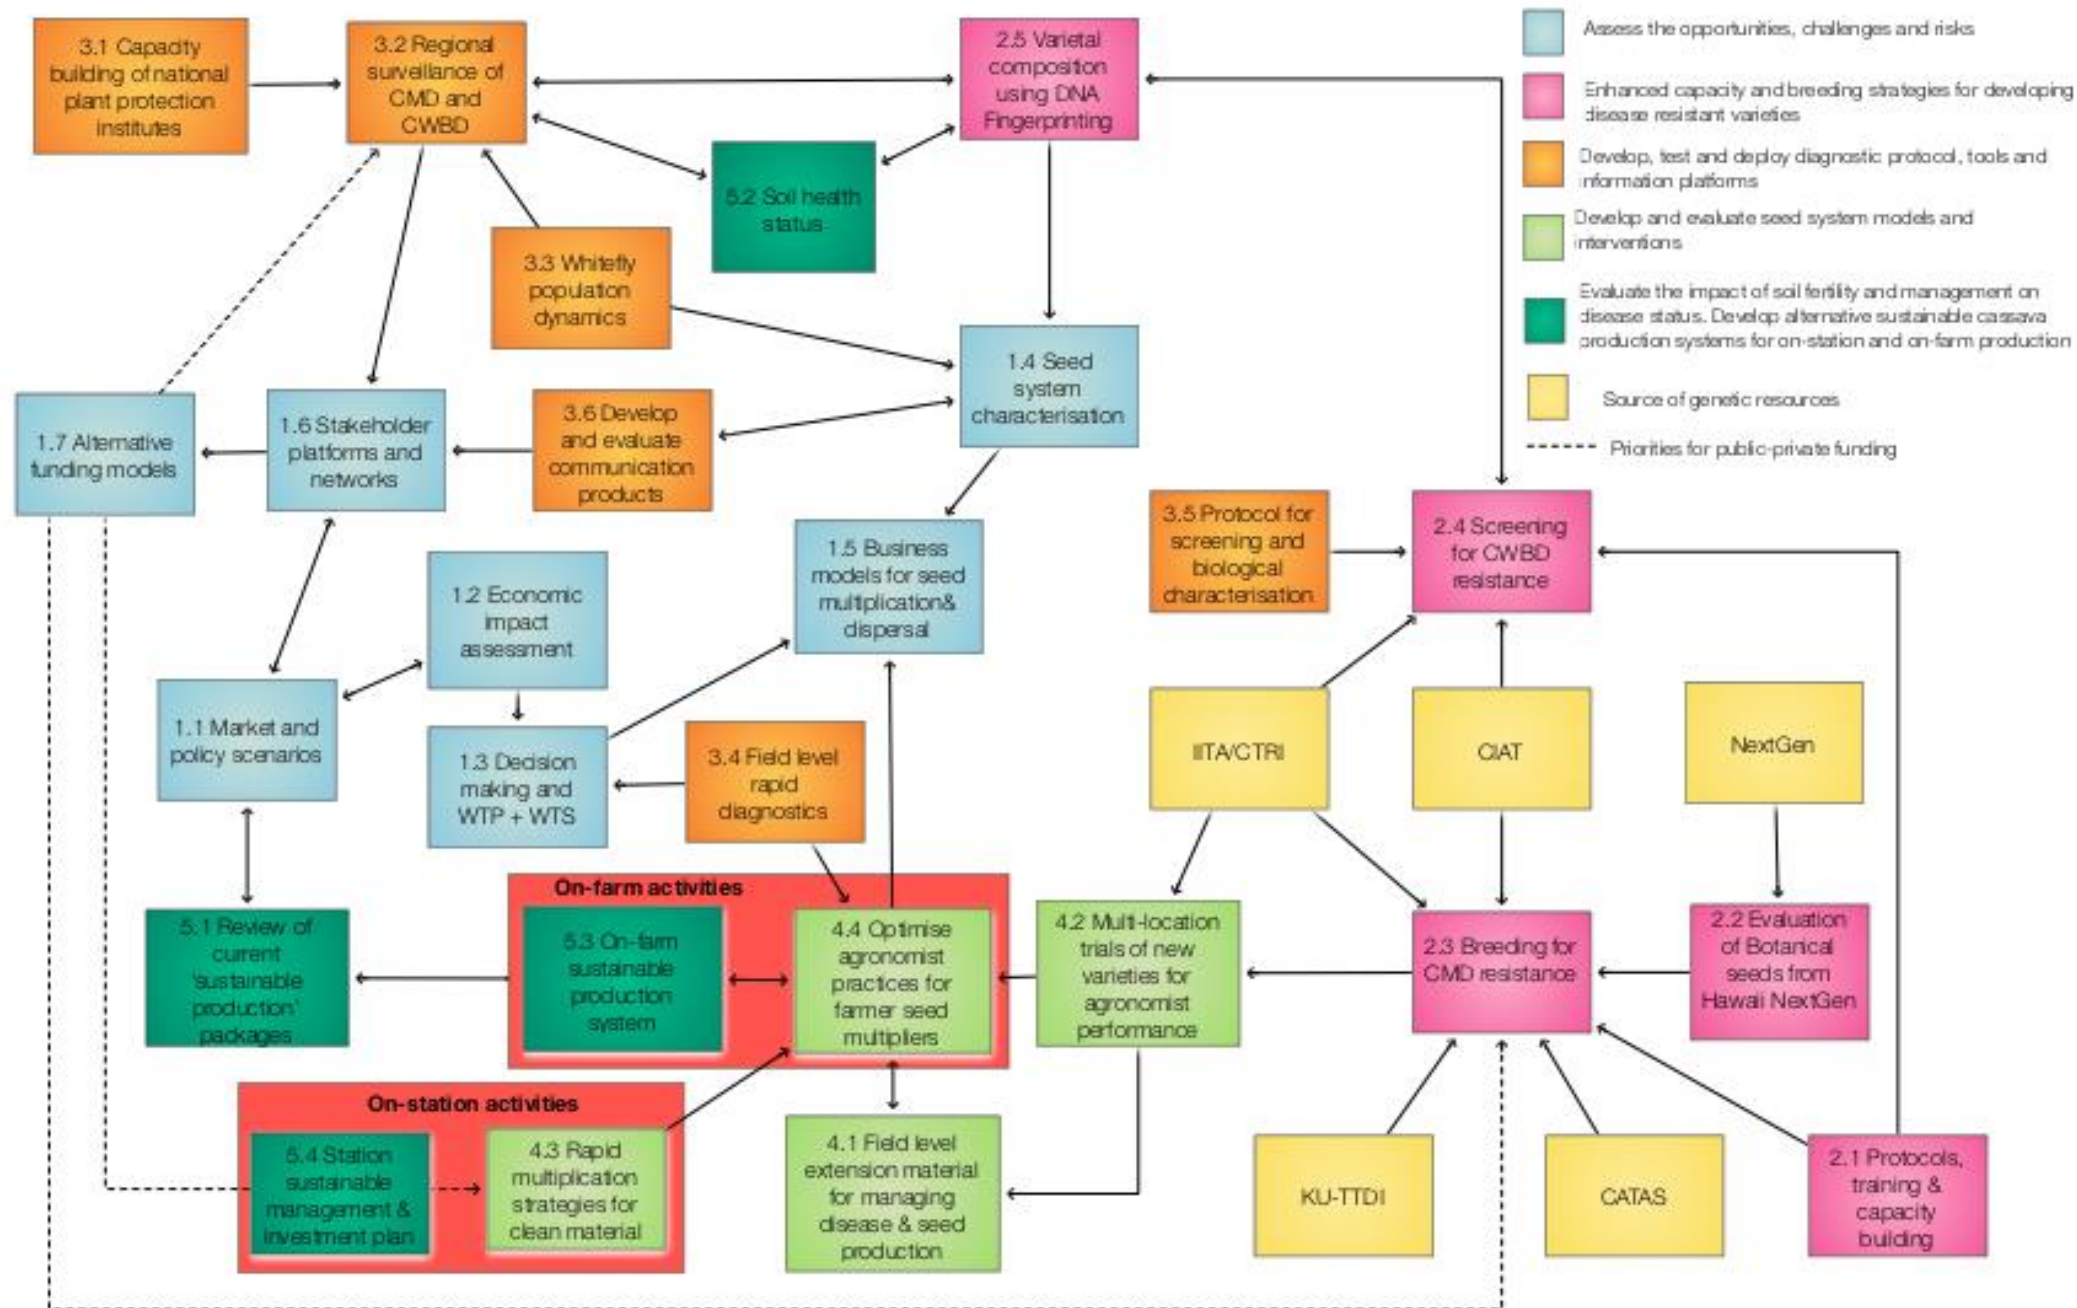 3.1 Capacity
building of national
plant protection
institutes
3.2 Regional
surveillance of
CMD and
CWBD
2.5 Varietal
composition
using DNA
Fingerprinting
5.2 Soil health
status
3.3 Whitefly
population
dynamics
1.4 Seed
system
characterisation
1.7 Alternative
funding models
1.6 Stakeholder
platforms and
networks
3.6 Develop
and evaluate
communication
products
1.5 Business
models for seed
multiplication&
dispersal
1.2 Economic
impact
assessment
1.1 Market and
policy scenarios
1.3 Decision
making and
WTP + WTS
3.4 Field level
rapid
diagnostics
3.5 Protocol for
screening and
biological
characterisation
2.4 Screening
for CWBD
resistance
IITA/CTRI
CIAT
NextGen
On-farm activities
5.1 Review of
current
'sustainable
production'
packages
5.3 On-farm
sustainable
production
system
4.4 Optimise
agronomist
practices for
farmer seed
multipliers
4.2 Multi-location
trials of new
varieties for
agronomist
performance
2.3 Breeding for
CMD resistance
2.2 Evaluation
of Botanical
seeds from
Hawaii NextGen
On-station activities
5.4 Station
sustainable
management &
investment plan
4.3 Rapid
multiplication
strategies for
clean material
4.1 Field level
extension material
for managing
disease & seed
production
KU-TTDI
CATAS
2.1 Protocols,
training &
capacity
building
Assess the opportunities, challenges and risks
Enhanced capacity and breeding strategies for developing
disease resistant varieties
Develop, test and deploy diagnostic protocol, tools and
information platforms
Develop and evaluate seed system models and
interventions
Evaluate the impact of soil fertility and management on
disease status. Develop alternative sustainable cassava
production systems for on-station and on-farm production
Source of genetic resources
Priorities for public-private funding